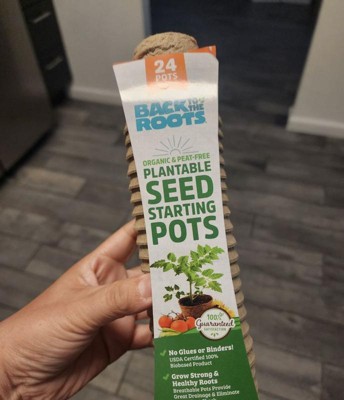 24
POTS
BACK TO THE
ROOTS
ORGANIC & PEAT-FREE
PLANTABLE
SEED
STARTING
POTS
100%
Guaranteed
No Glues or Binders!
USDA Certified 100%
Biobased Product
Grow Strong &
Healthy Roots
Breathable Pots Provide
Great Drainage & Eliminate